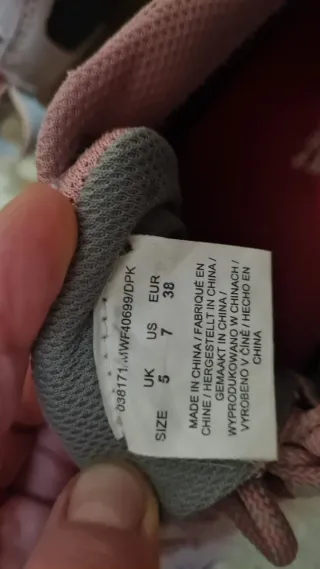 038171.MWF40699/DPK
UK US EUR
SIZE 5 7 38
MADE IN CHINA / FABRIQUÉ EN
CHINE / HERGESTELLT IN CHINA /
GEMAAKT IN CHINA /
WYPRODUKOWANO W CHINACH /
VYROBENO V ČÍNĚ / HECHO EN
CHINA